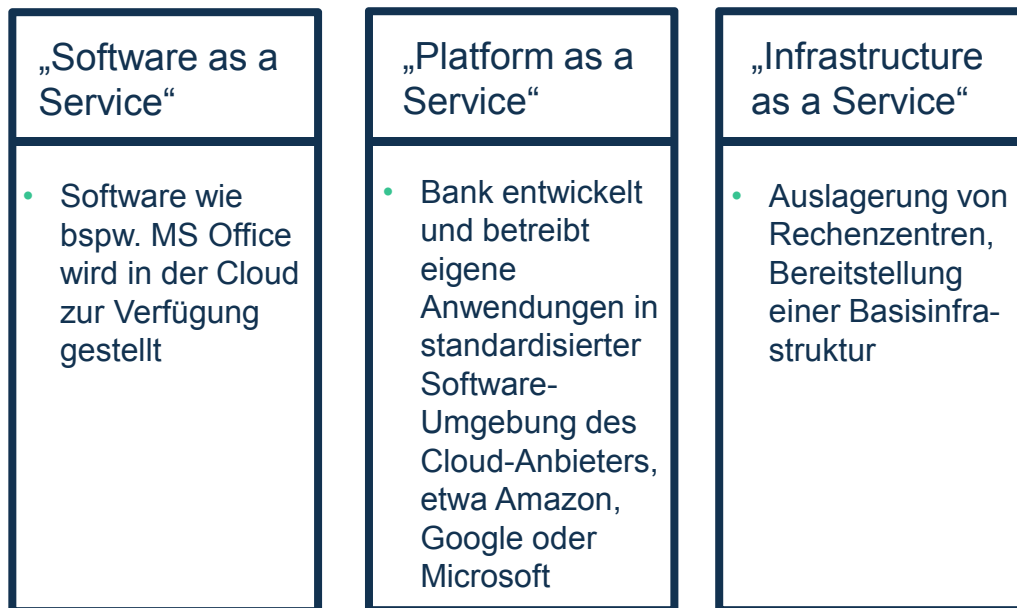 „Software as a
Service“
• Software wie
bspw. MS Office
wird in der Cloud
zur Verfügung
gestellt
„Platform as a
Service“
• Bank entwickelt
und betreibt
eigene
Anwendungen in
standardisierter
Software-
Umgebung des
Cloud-Anbieters,
etwa Amazon,
Google oder
Microsoft
„Infrastructure
as a Service“
• Auslagerung von
Rechenzentren,
Bereitstellung
einer Basisinfra-
struktur